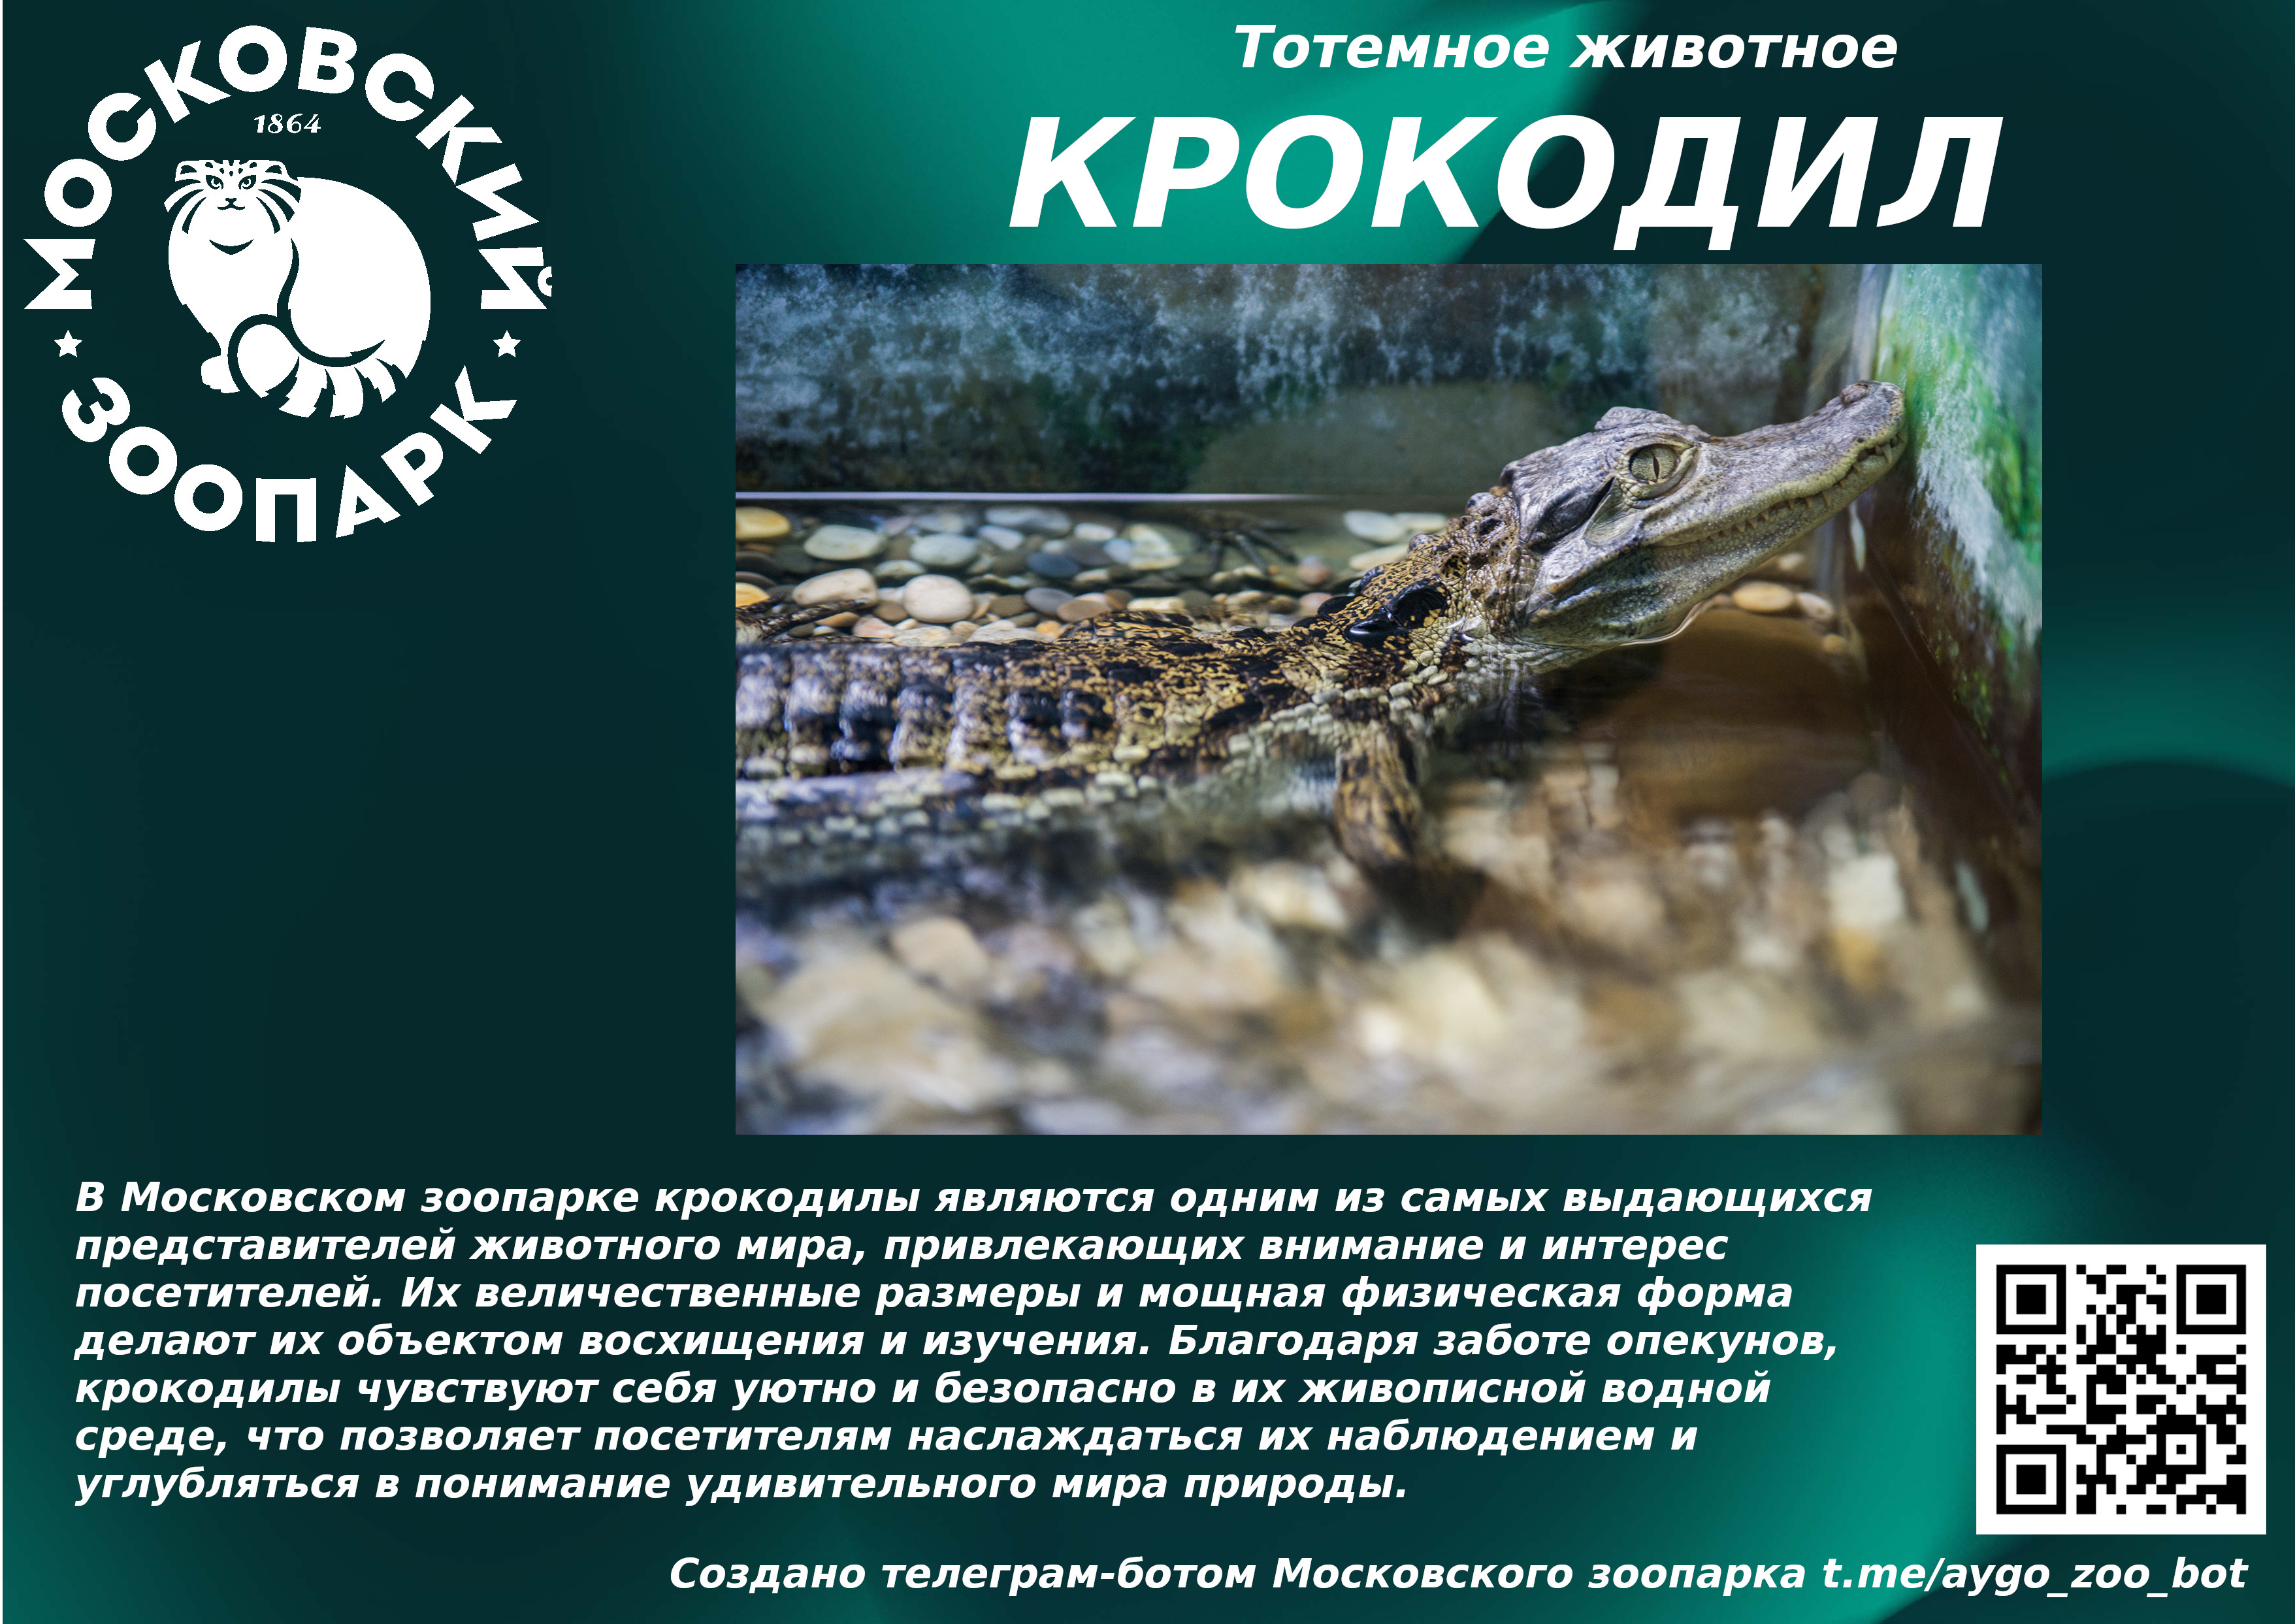 МОСКОВСКИЙ
1864
ЗООПАРК
Тотемное животное
КРОКОДИЛ
В Московском зоопарке крокодилы являются одним из самых выдающихся
представителей животного мира, привлекающих внимание и интерес
посетителей. Их величественные размеры и мощная физическая форма
делают их объектом восхищения и изучения. Благодаря заботе опекунов,
крокодилы чувствуют себя уютно и безопасно в их живописной водной
среде, что позволяет посетителям наслаждаться их наблюдением и
углубляться в понимание удивительного мира природы.
Создано телеграм-ботом Московского зоопарка t.me/aygo_zoo_bot